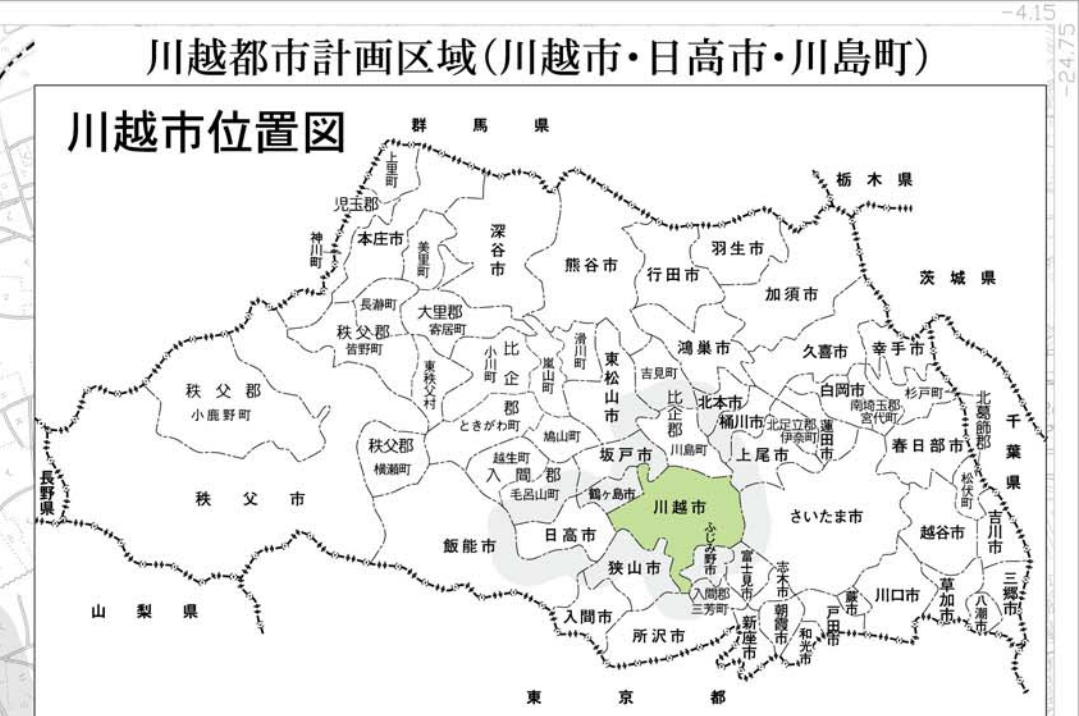 -4.15
-24.75
川越都市計画区域(川越市・日高市・川島町)
川越市位置図
群馬県
栃木県
茨城県
千葉県
東京都
山梨県
長野県
上里町
児玉郡
神川町
本庄市
美里町
深谷市
熊谷市
行田市
羽生市
加須市
長瀞町
秩父郡
皆野町
大里郡
寄居町
東秩父村
比企郡
小川町
嵐山町
滑川町
東松山市
ときがわ町
鳩山町
吉見町
比企郡
川島町
鴻巣市
北本市
桶川市
北足立郡
伊奈町
上尾市
久喜市
幸手市
白岡市
杉戸町
南埼玉郡
宮代町
蓮田市
春日部市
北葛飾郡
松伏町
秩父郡
小鹿野町
秩父郡
横瀬町
秩父市
越生町
入間郡
毛呂山町
坂戸市
鶴ヶ島市
川越市
日高市
飯能市
狭山市
入間市
所沢市
ふじみ野市
富士見市
入間郡
三芳町
志木市
新座市
朝霞市
和光市
戸田市
蕨市
さいたま市
川口市
越谷市
草加市
八潮市
吉川市
三郷市